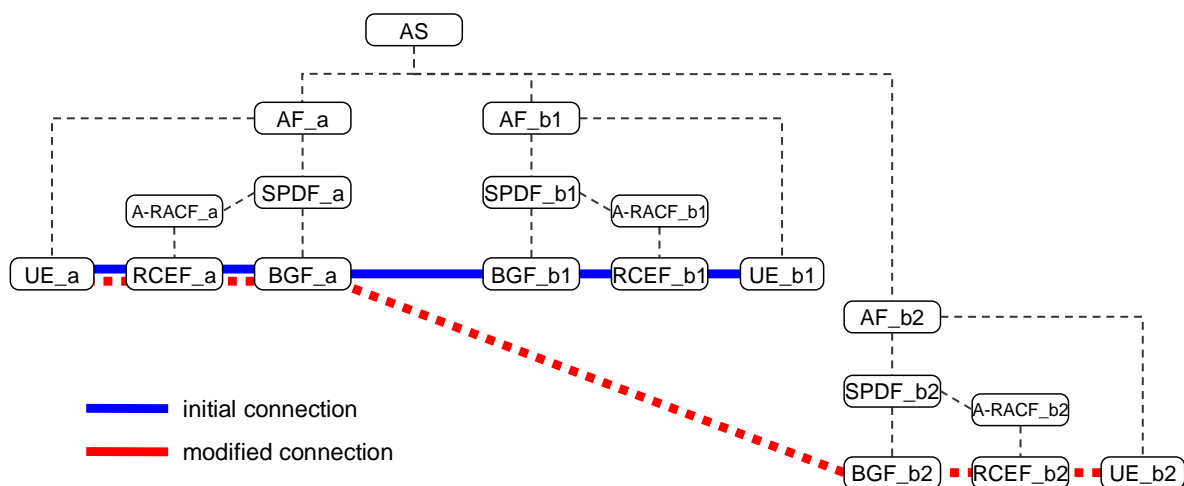 AS
AF_a
AF_b1
SPDF_a
SPDF_b1
A-RACF_a
A-RACF_b1
UE_a
RCEF_a
BGF_a
BGF_b1
RCEF_b1
UE_b1
AF_b2
SPDF_b2
A-RACF_b2
initial connection
modified connection
BGF_b2
RCEF_b2
UE_b2